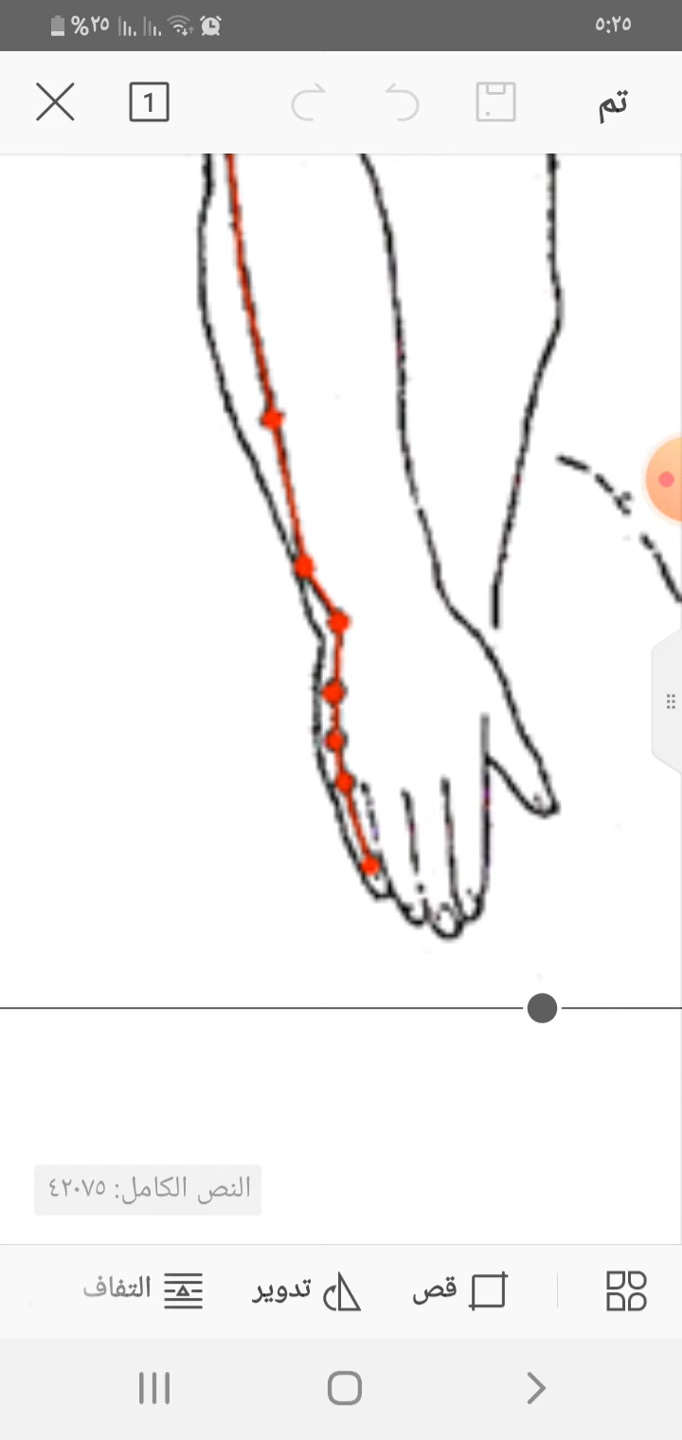 %٢٥ ٥:٢٥
1 تم
النص الكامل: ٤٢٠٧٥
قص تدوير التفاف